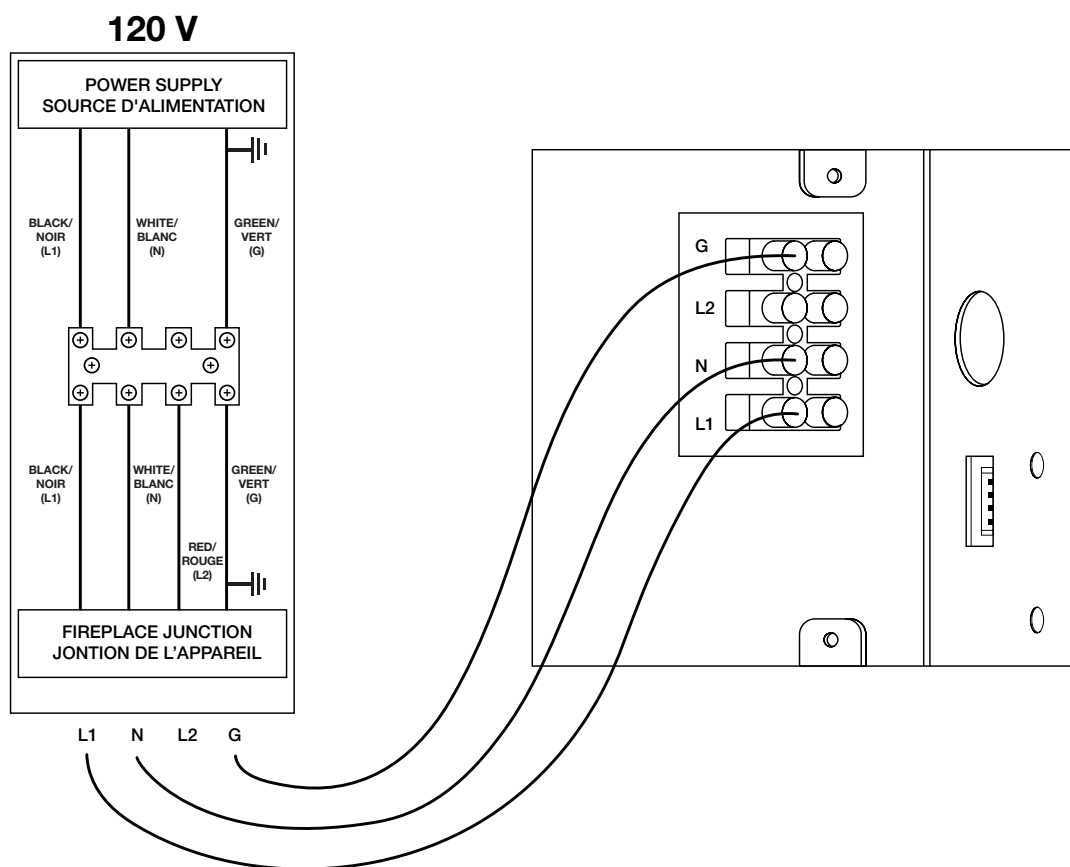 120 V
POWER SUPPLY
SOURCE D'ALIMENTATION
BLACK/
NOIR
(L1)
WHITE/
BLANC
(N)
GREEN/
VERT
(G)
BLACK/
NOIR
(L1)
WHITE/
BLANC
(N)
GREEN/
VERT
(G)
RED/
ROUGE
(L2)
FIREPLACE JUNCTION
JONTION DE L’APPAREIL
L1 N L2 G
G
L2
N
L1